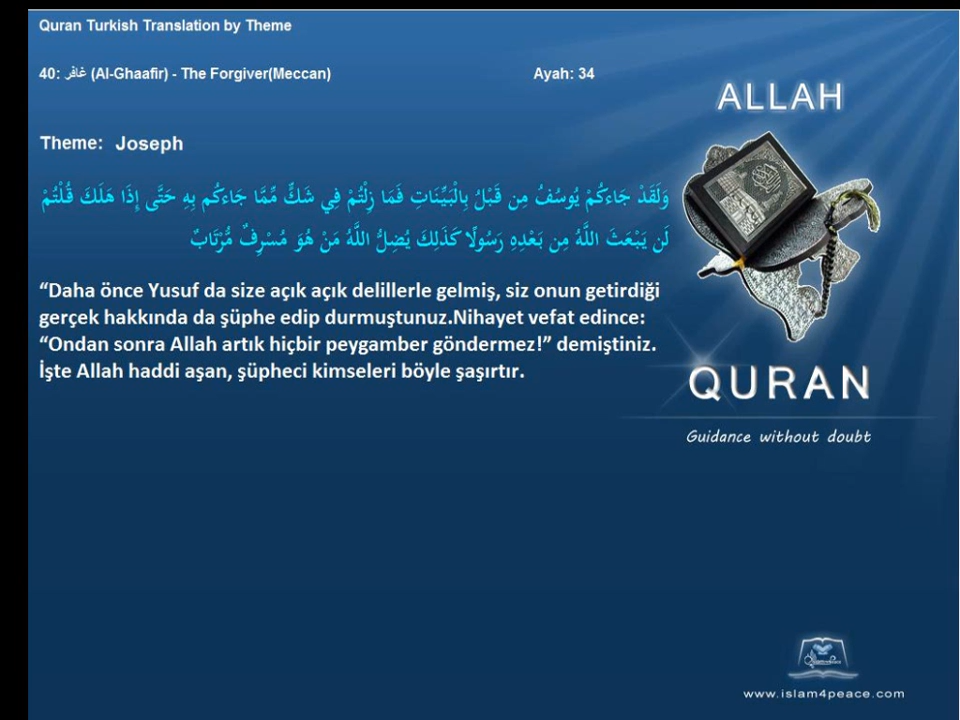 Quran Turkish Translation by Theme
40: غافر (Al-Ghaafir) - The Forgiver(Meccan) Ayah: 34
ALLAH
Theme: Joseph
وَلَقَدْ جَاءكُمْ يُوسُفُ مِن قَبْلُ بِالْبَيِّنَاتِ فَمَا زِلْتُمْ فِي شَكٍّ مِّمَّا جَاءكُم بِهِ حَتَّى إِذَا هَلَكَ قُلْتُمْ
لَن يَبْعَثَ اللَّهُ مِن بَعْدِهِ رَسُولًا كَذَلِكَ يُضِلُّ اللَّهُ مَنْ هُوَ مُسْرِفٌ مُّرْتَابٌ
“Daha önce Yusuf da size açık açık delillerle gelmiş, siz onun getirdiği
gerçek hakkında da şüphe edip durmuştunuz.Nihayet vefat edince:
“Ondan sonra Allah artık hiçbir peygamber göndermez!” demiştiniz.
İşte Allah haddi aşan, şüpheci kimseleri böyle şaşırtır.
QURAN
Guidance without doubt
www.islam4peace.com